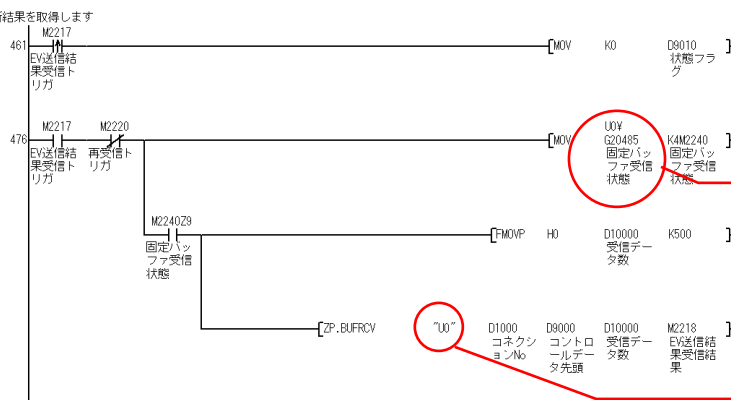 結果を取得します
M2217
461
MOV K0 D9010
EV送信結
果受信ト
リガ
状態フラ
グ
M2217 M2220
U0¥
476
MOV G20485 K4M2240
EV送信結
果受信ト
リガ
再受信ト
リガ
固定バッ
ファ受信
状態
固定バッ
ファ受信
状態
M2240Z9
FMOVP H0 D10000 K500
固定バッ
ファ受信
状態
受信デー
タ数
ZP.BUFRCV "U0" D1000 D9000 D10000 M2218
コネクシ
ョンNo
コントロ
ールデー
タ先頭
受信デー
タ数
EV送信結
果受信結
果